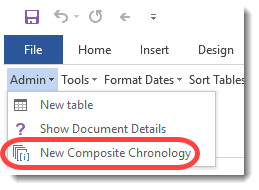 File Home Insert Design
Admin Tools Format Dates Sort Tables
New table
? Show Document Details
New Composite Chronology